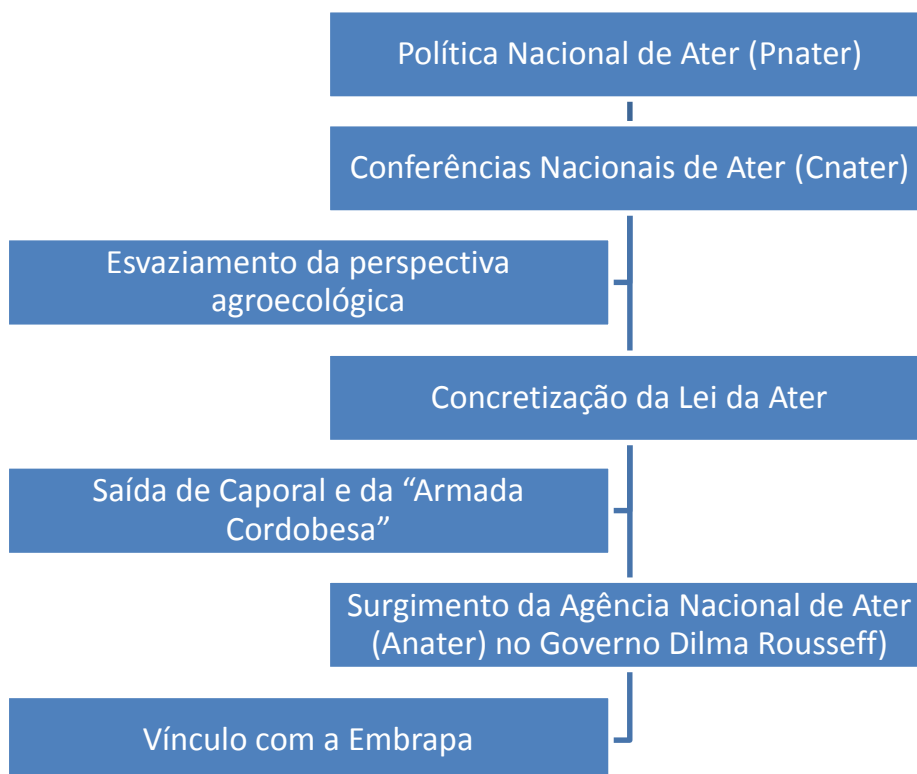 Política Nacional de Ater (Pnater)
Conferências Nacionais de Ater (Cnater)
Esvaziamento da perspectiva
agroecológica
Concretização da Lei da Ater
Saída de Caporal e da “Armada
Cordobesa”
Surgimento da Agência Nacional de Ater
(Anater) no Governo Dilma Rousseff)
Vínculo com a Embrapa